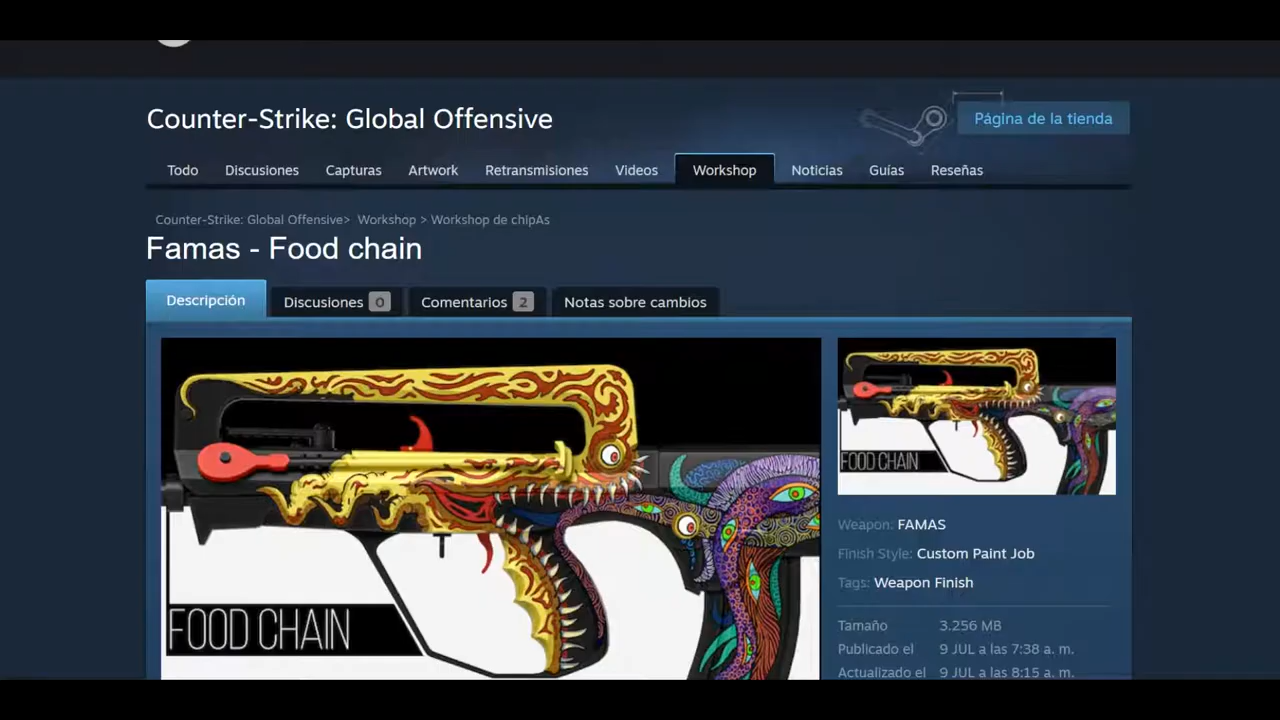 Counter-Strike: Global Offensive
Página de la tienda
Todo Discusiones Capturas Artwork Retransmisiones Videos Workshop Noticias Guías Reseñas
Counter-Strike: Global Offensive> Workshop > Workshop de chipAs
Famas - Food chain
Descripción Discusiones 0 Comentarios 2 Notas sobre cambios
FOOD CHAIN
FOOD CHAIN
Weapon: FAMAS
Finish Style: Custom Paint Job
Tags: Weapon Finish
Tamaño 3.256 MB
Publicado el 9 JUL a las 7:38 a. m.
Actualizado el 9 JUL a las 8:15 a. m.